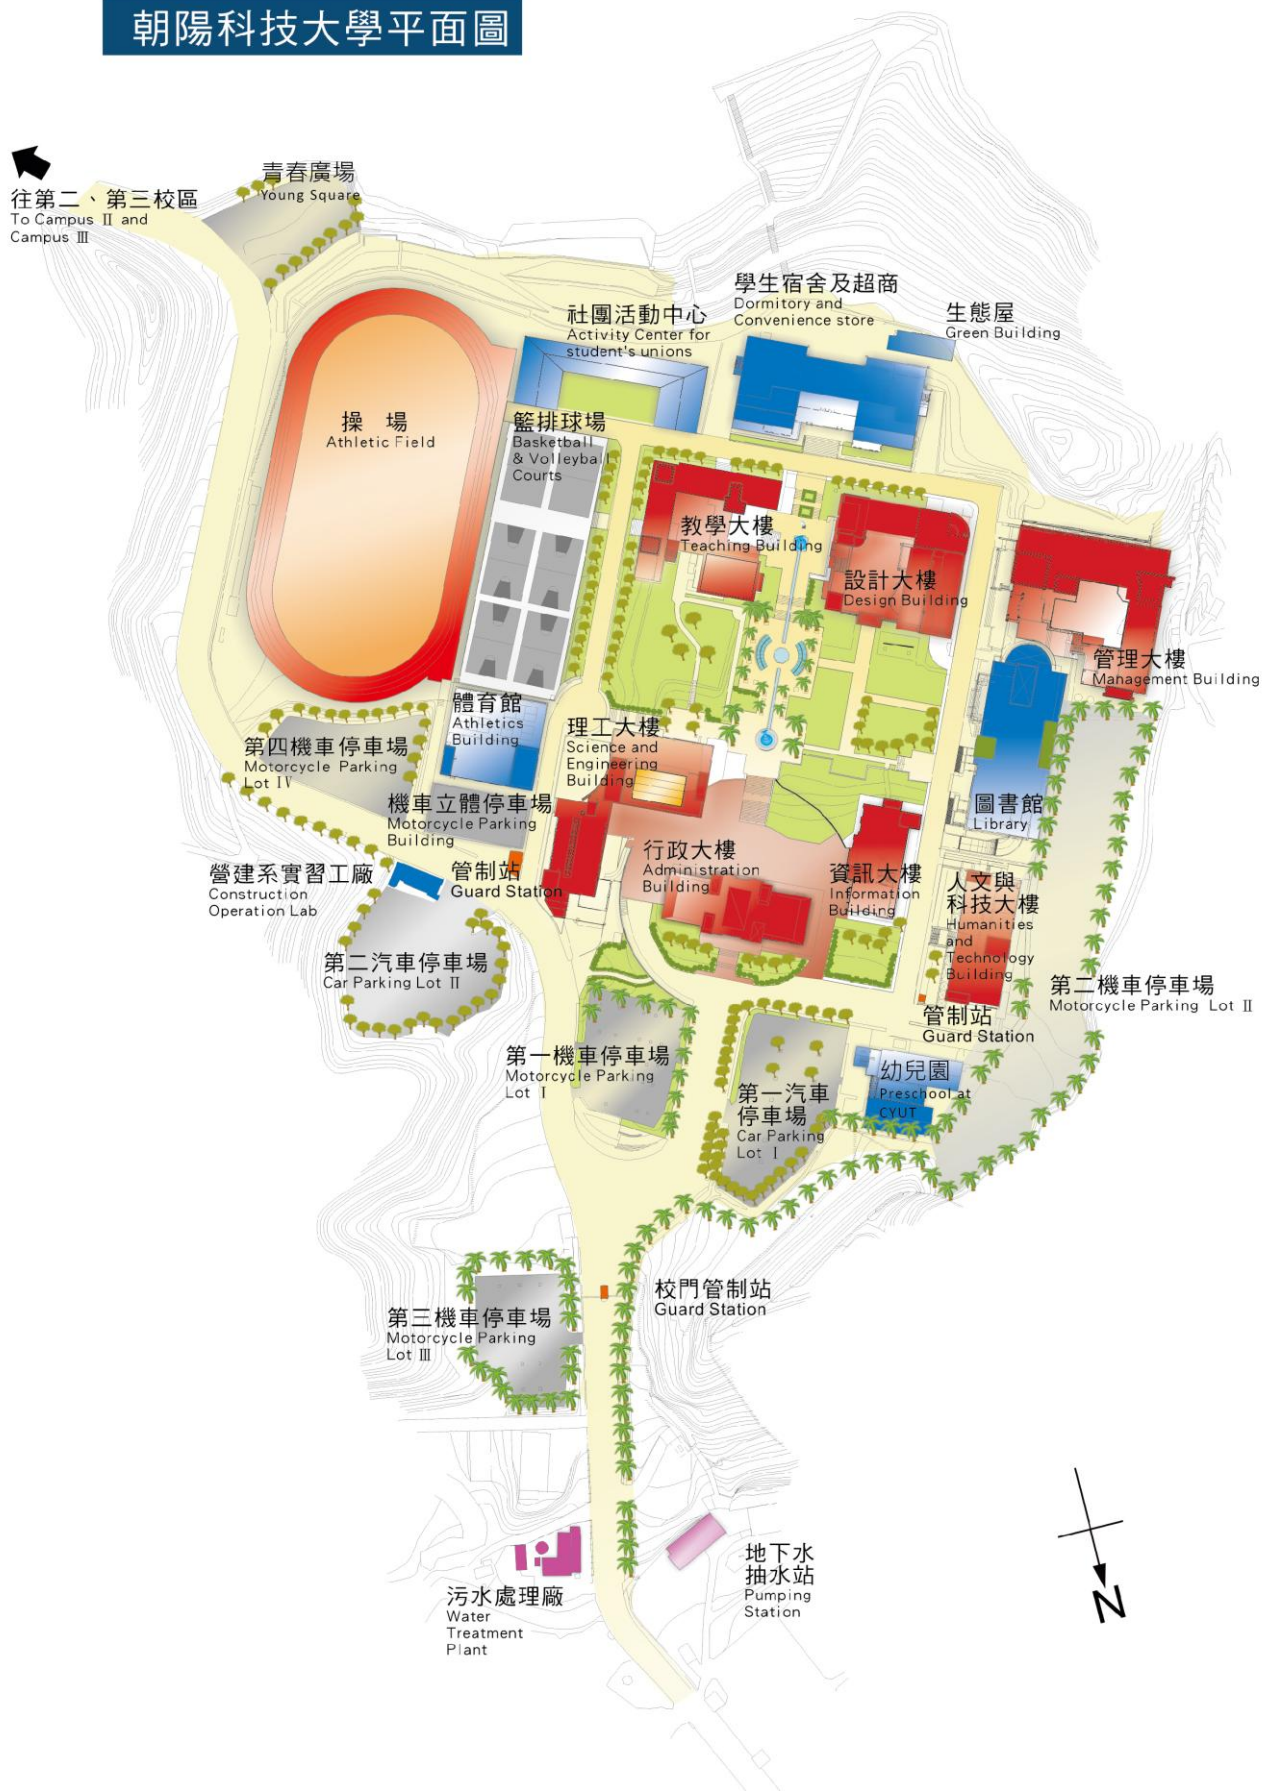 朝陽科技大學平面圖
青春廣場
Young Square
往第二、第三校區
To Campus Ⅱ and
Campus Ⅲ
學生宿舍及超商
Dormitory and
Convenience store
生態屋
Green Building
社團活動中心
Activity Center for
student's unions
操 場
Athletic Field
籃排球場
Basketball
& Volleyball
Courts
教學大樓
Teaching Building
設計大樓
Design Building
管理大樓
Management Building
體育館
Athletics
Building
理工大樓
Science and
Engineering
Building
第四機車停車場
Motorcycle Parking
Lot Ⅳ
機車立體停車場
Motorcycle Parking
Building
圖書館
Library
行政大樓
Administration
Building
資訊大樓
Information
Building
人文與
科技大樓
Humanities
and
Technology
Building
營建系實習工廠
Construction
Operation Lab
管制站
Guard Station
第二汽車停車場
Car Parking Lot Ⅱ
第二機車停車場
Motorcycle Parking Lot Ⅱ
管制站
Guard Station
第一機車停車場
Motorcycle Parking
Lot Ⅰ
幼兒園
Preschool at
CYUT
第一汽車
停車場
Car Parking
Lot Ⅰ
校門管制站
Guard Station
第三機車停車場
Motorcycle Parking
Lot Ⅲ
地下水
抽水站
Pumping
Station
污水處理廠
Water
Treatment
Plant
N